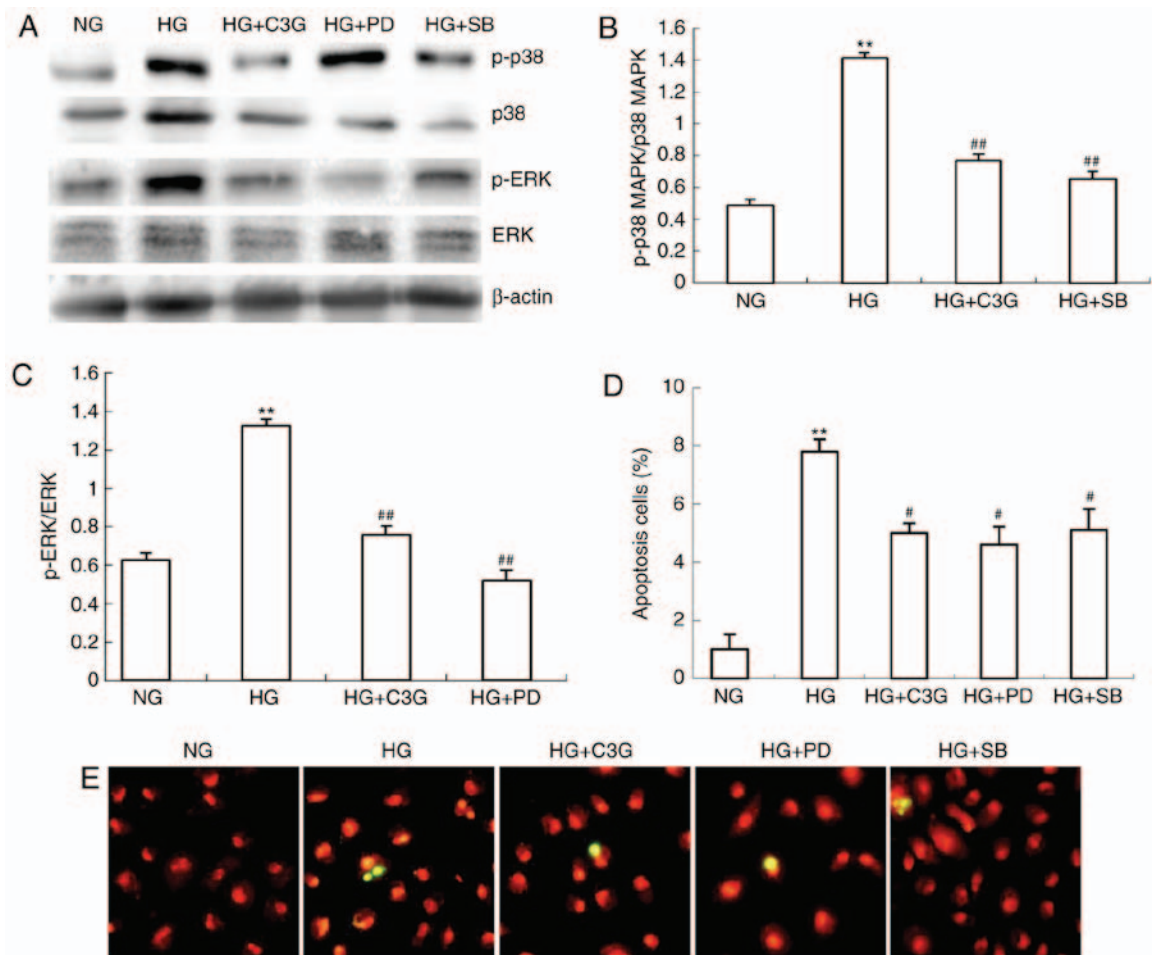 A
NG HG HG+C3G HG+PD HG+SB
p-p38
p38
p-ERK
ERK
β-actin
B
p-p38 MAPK/p38 MAPK
1.6
1.4
1.2
1
0.8
0.6
0.4
0.2
0
**
##
##
NG HG HG+C3G HG+SB
C
p-ERK/ERK
1.6
1.4
1.2
1
0.8
0.6
0.4
0.2
0
**
##
##
NG HG HG+C3G HG+PD
D
Apoptosis cells (%)
10
8
6
4
2
0
**
#
#
#
NG HG HG+C3G HG+PD HG+SB
E
NG HG HG+C3G HG+PD HG+SB